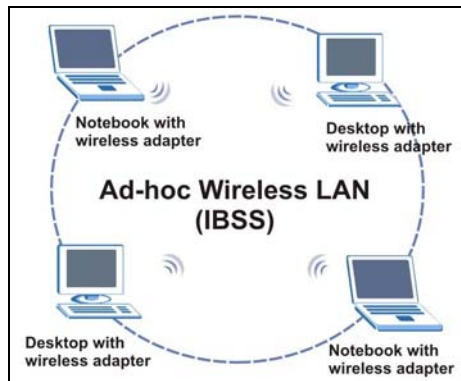 Notebook with
wireless adapter
Desktop with
wireless adapter
Ad-hoc Wireless LAN
(IBSS)
Desktop with
wireless adapter
Notebook with
wireless adapter